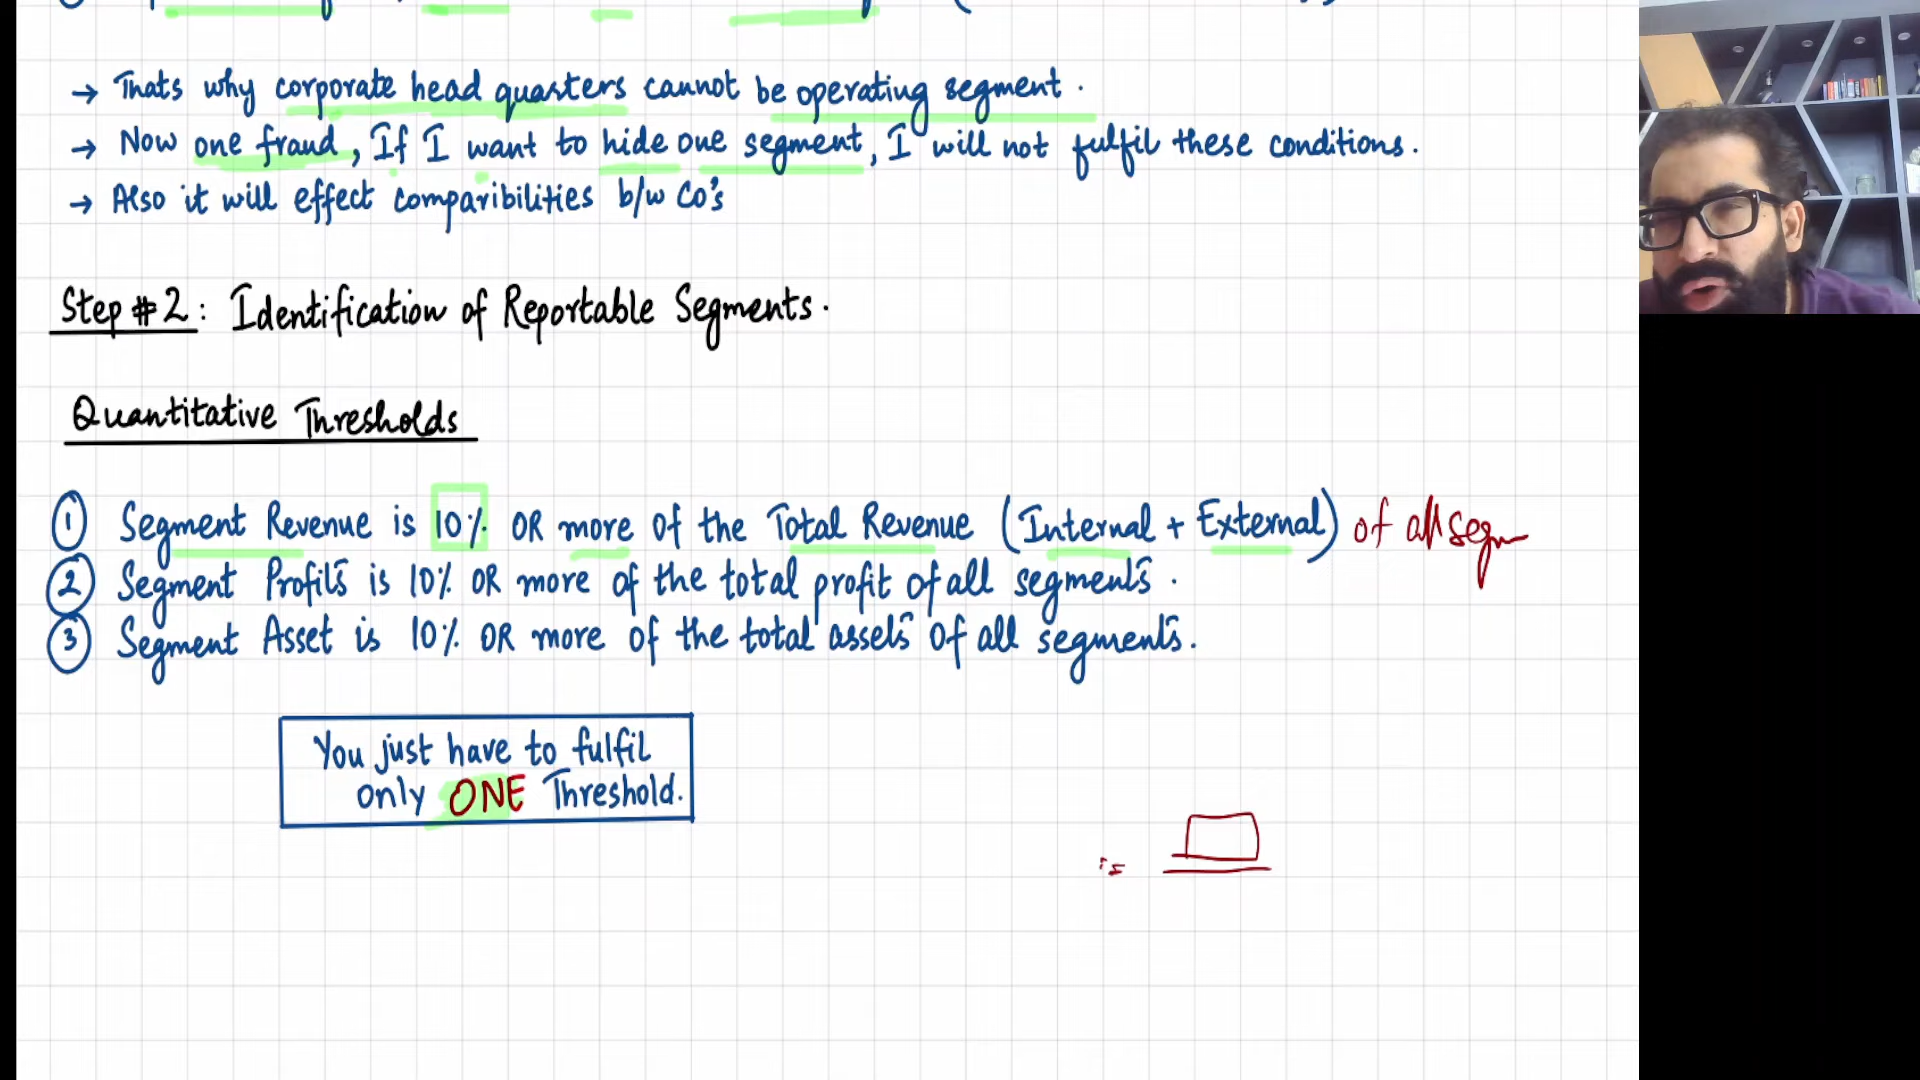 → Thats why corporate head quarters cannot be operating segment.
→ Now one fraud, If I want to hide one segment, I will not fulfil these conditions.
→ Also it will effect comparibilities b/w Co's
Step #2: Identification of Reportable Segments.
Quantitative Thresholds
① Segment Revenue is 10% OR more of the Total Revenue (Internal + External) of all segm
② Segment Profits is 10% OR more of the total profit of all segments.
③ Segment Asset is 10% OR more of the total assets of all segments.
You just have to fulfil
only ONE Threshold.